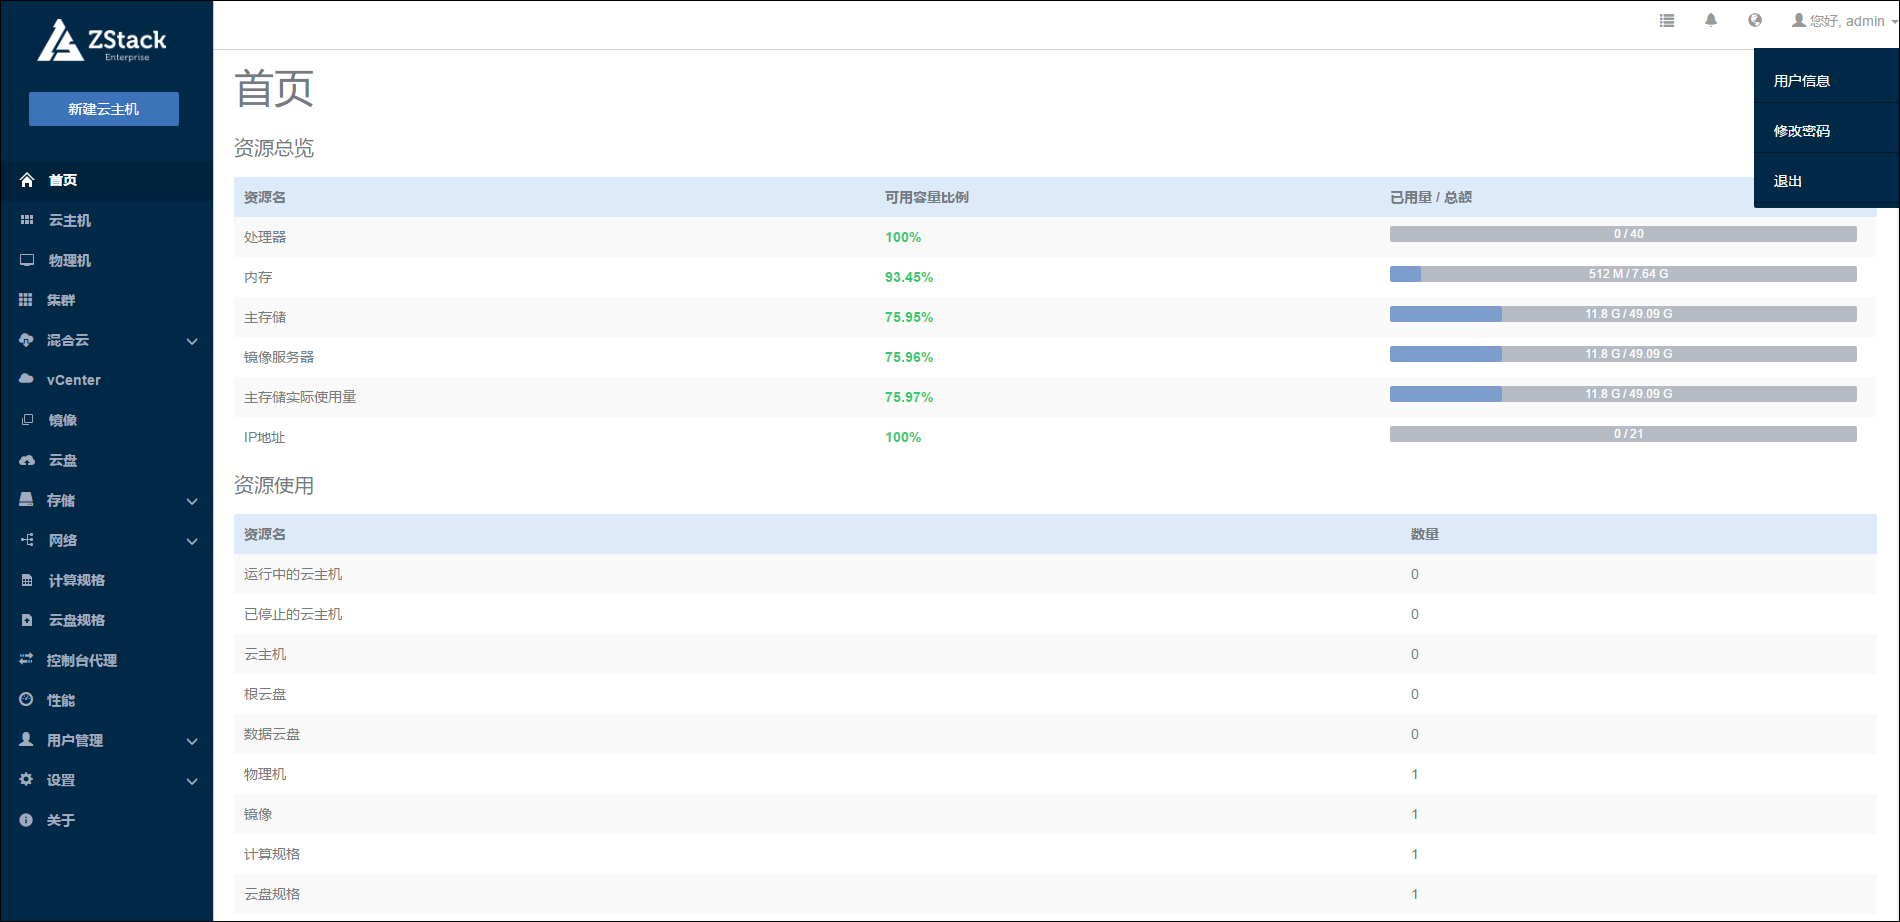 ZStack
Enterprise
新建云主机
首页
云主机
物理机
集群
混合云
vCenter
镜像
云盘
存储
网络
计算规格
云盘规格
控制台代理
性能
用户管理
设置
关于
您好, admin
用户信息
修改密码
退出
首页
资源总览
资源名 可用容量比例 已用量 / 总额
处理器 100% 0 / 40
内存 93.45% 512 M / 7.64 G
主存储 75.95% 11.8 G / 49.09 G
镜像服务器 75.96% 11.8 G / 49.09 G
主存储实际使用量 75.97% 11.8 G / 49.09 G
IP地址 100% 0 / 21
资源使用
资源名 数量
运行中的云主机 0
已停止的云主机 0
云主机 0
根云盘 0
数据云盘 0
物理机 1
镜像 1
计算规格 1
云盘规格 1